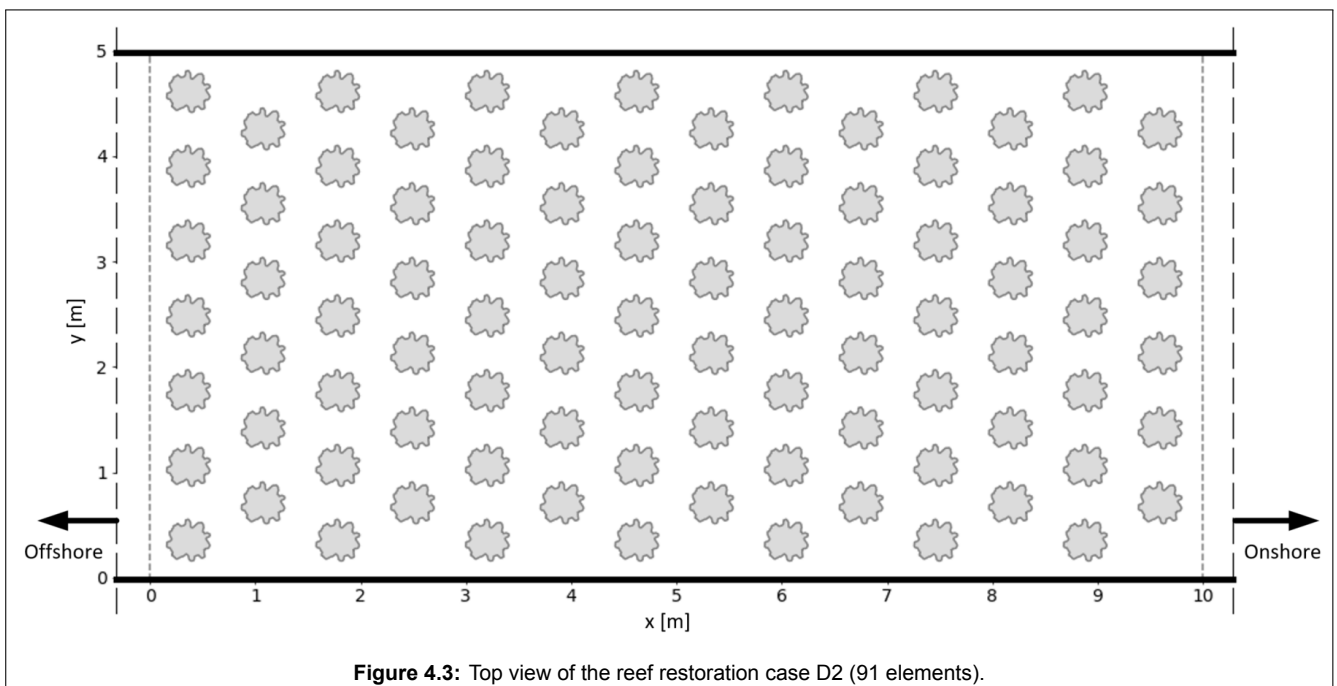 5
4
3
2
1
0
y [m]
Offshore
Onshore
0 1 2 3 4 5 6 7 8 9 10
x [m]
Figure 4.3: Top view of the reef restoration case D2 (91 elements).